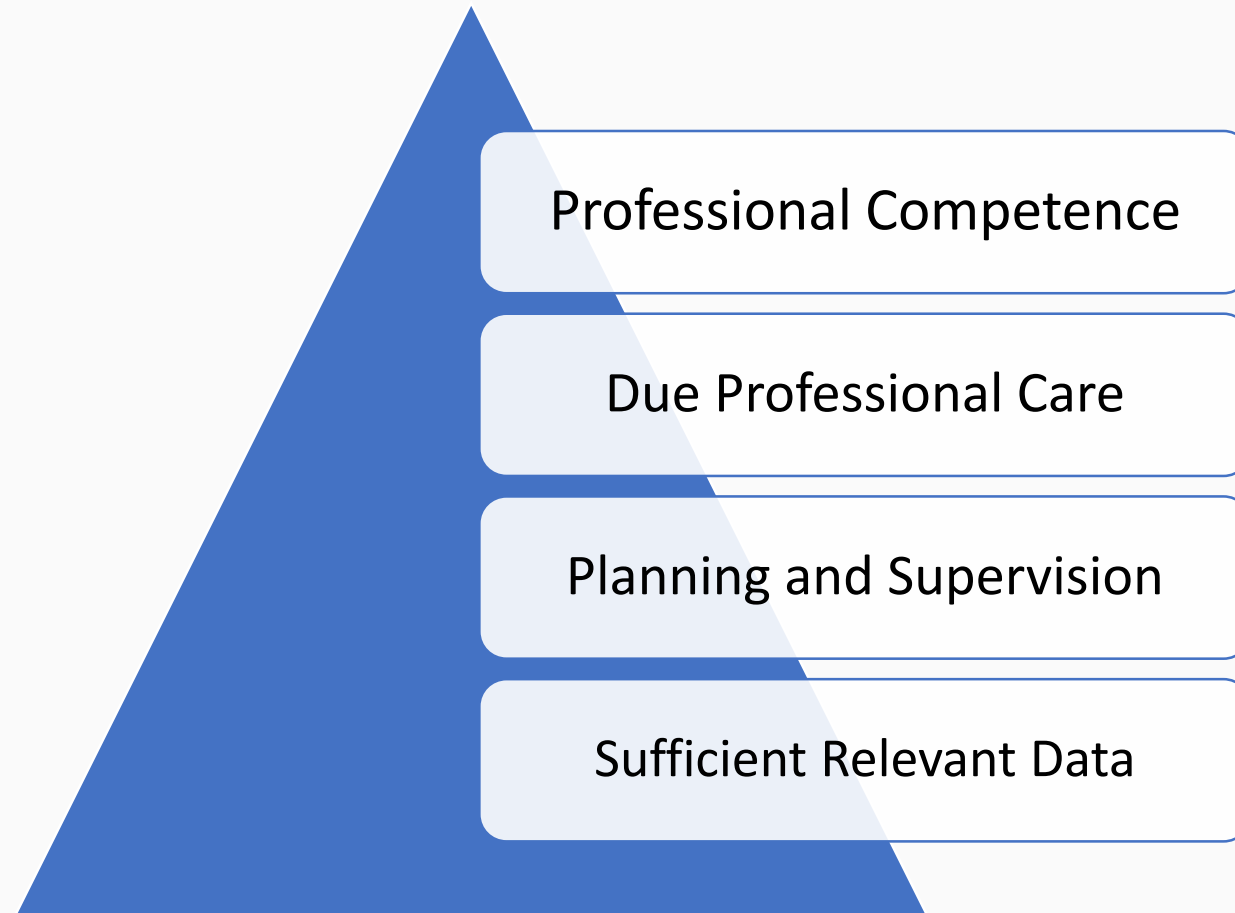 Professional Competence
Due Professional Care
Planning and Supervision
Sufficient Relevant Data